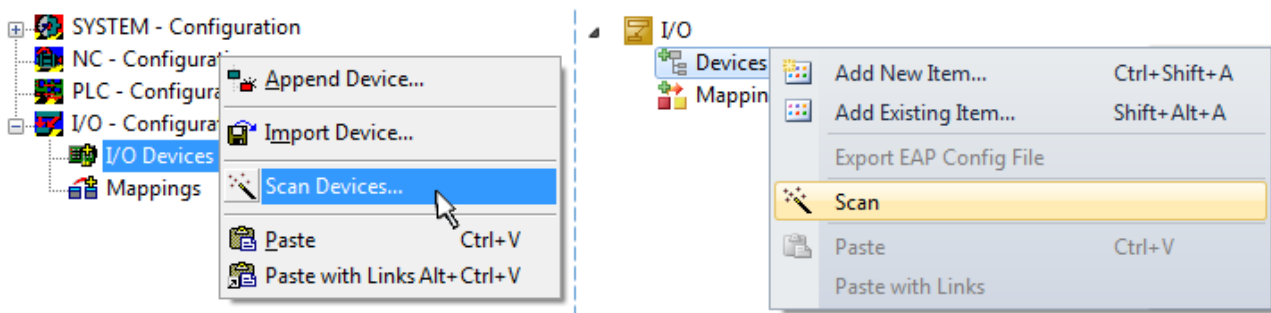 SYSTEM - Configuration
NC - Configurati
PLC - Configura
I/O - Configurat
I/O Devices
Mappings
Append Device...
Import Device...
Scan Devices...
Paste Ctrl+V
Paste with Links Alt+Ctrl+V
I/O
Devices
Mappin
Add New Item... Ctrl+Shift+A
Add Existing Item... Shift+Alt+A
Export EAP Config File
Scan
Paste Ctrl+V
Paste with Links